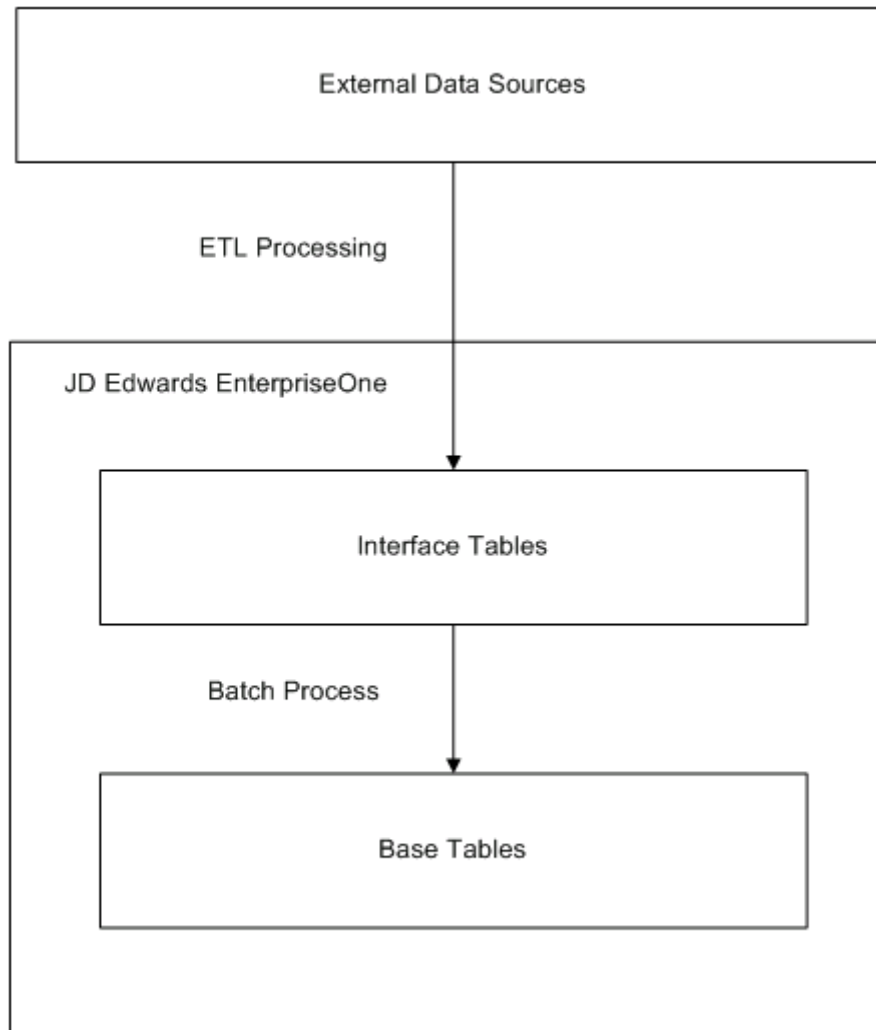 External Data Sources
ETL Processing
JD Edwards EnterpriseOne
Interface Tables
Batch Process
Base Tables